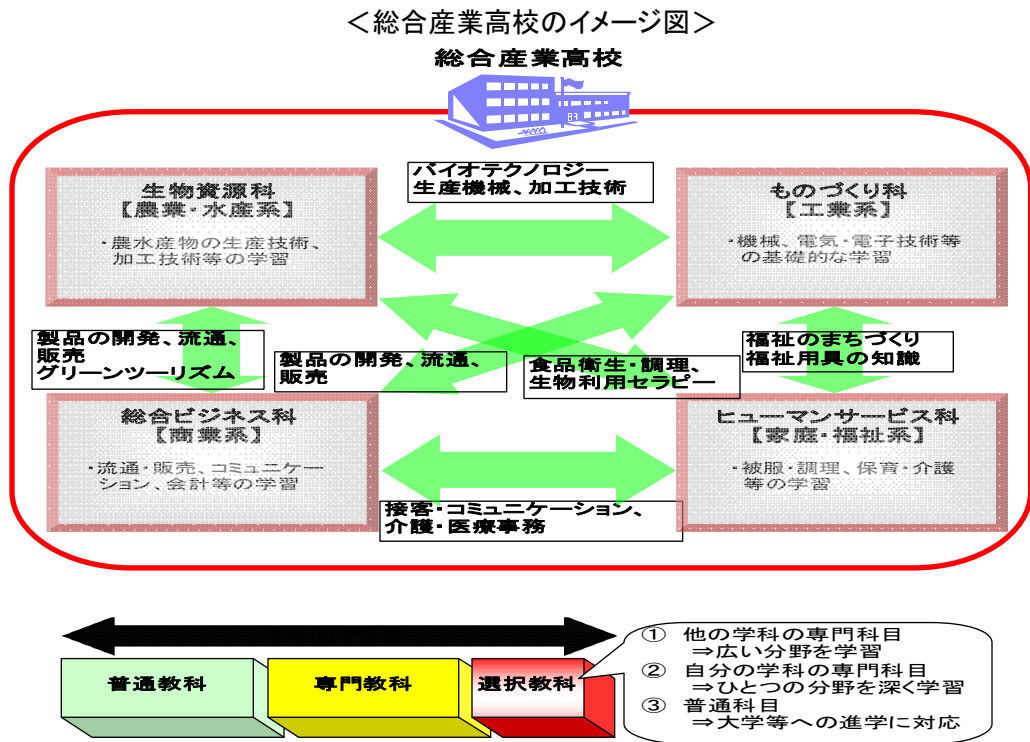 ＜総合産業高校のイメージ図＞
総合産業高校
バイオテクノロジー
生産機械、加工技術
生物資源科
【農業・水産系】
・農水産物の生産技術、
加工技術等の学習
ものづくり科
【工業系】
・機械、電気・電子技術等
の基礎的な学習
製品の開発、流通、
販売
グリーンツーリズム
製品の開発、流通、
販売
食品衛生・調理、
生物利用セラピー
福祉のまちづくり
福祉用具の知識
総合ビジネス科
【商業系】
・流通・販売、コミュニケー
ション、会計等の学習
ヒューマンサービス科
【家庭・福祉系】
・被服・調理、保育・介護
等の学習
接客・コミュニケーション、
介護・医療事務
普通教科
専門教科
選択教科
① 他の学科の専門科目
⇒広い分野を学習
② 自分の学科の専門科目
⇒ひとつの分野を深く学習
③ 普通科目
⇒大学等への進学に対応